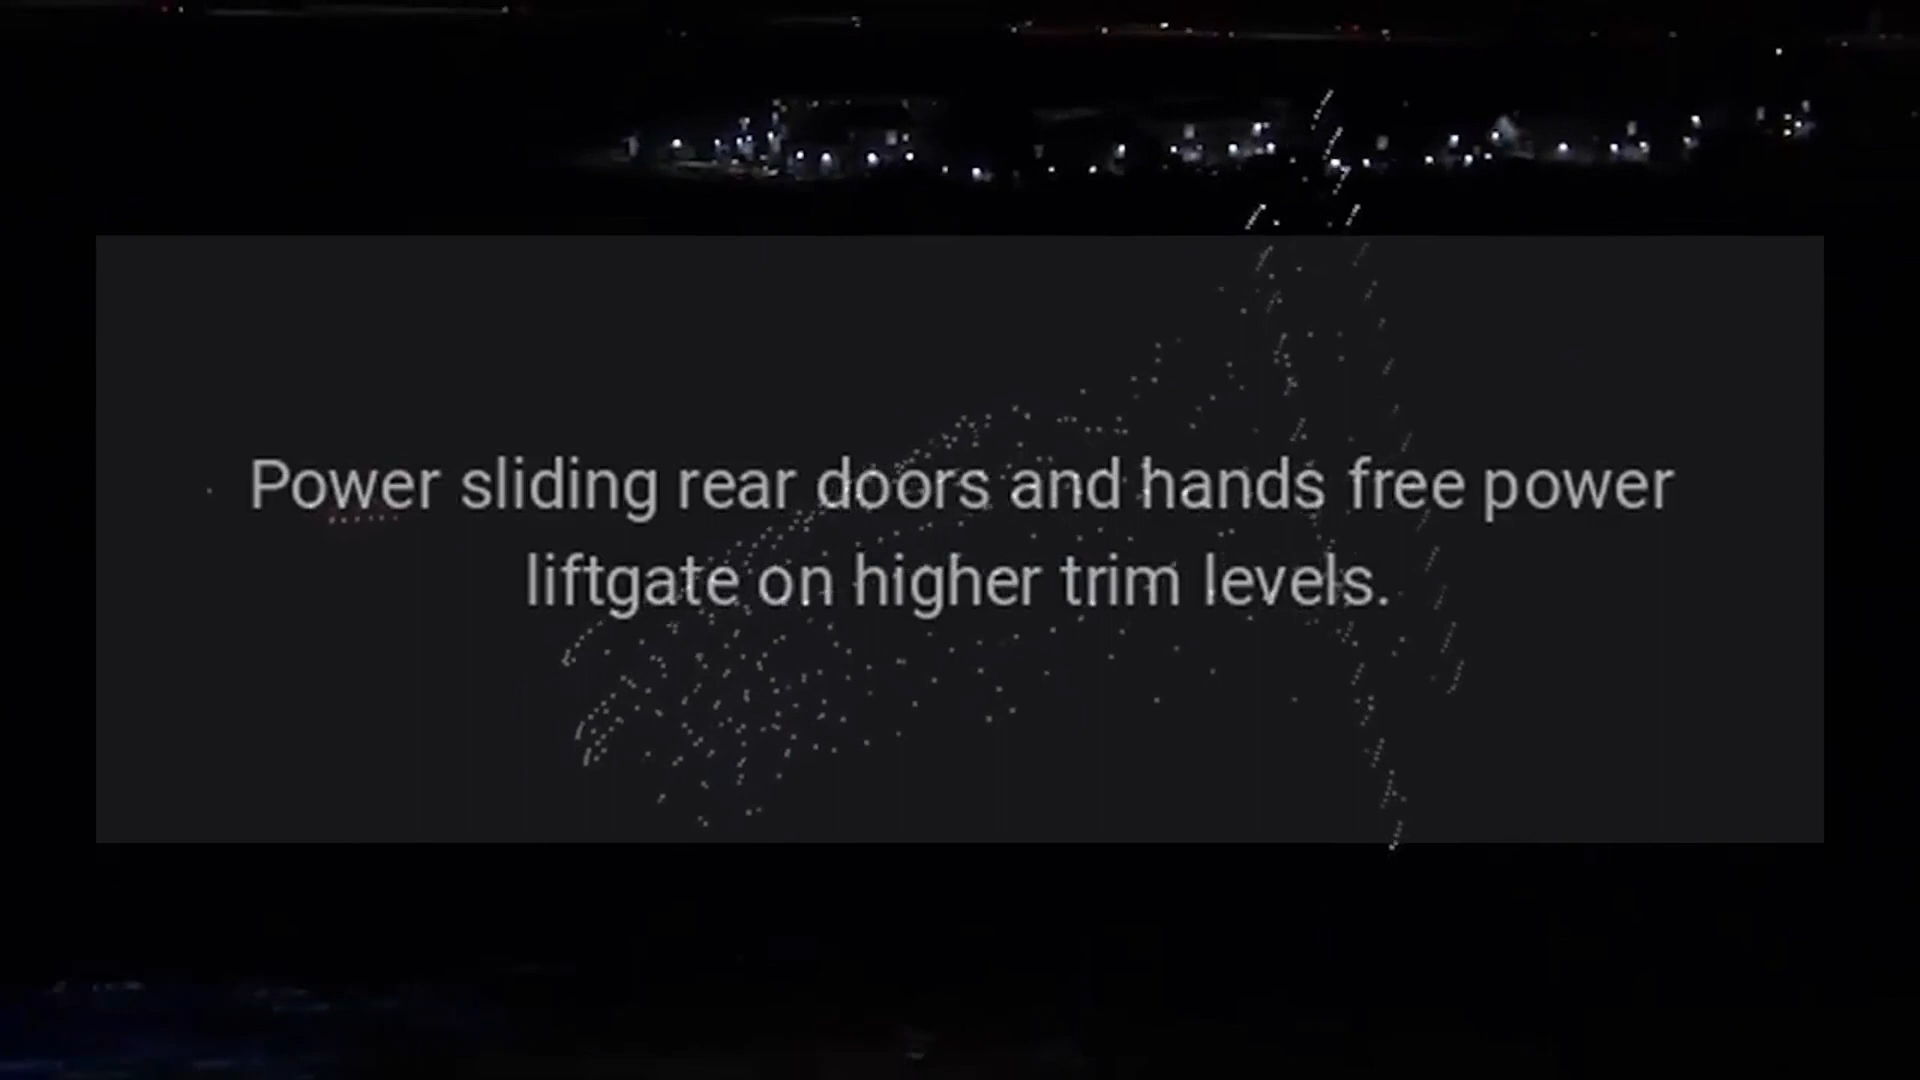 Power sliding rear doors and hands free power
liftgate on higher trim levels.